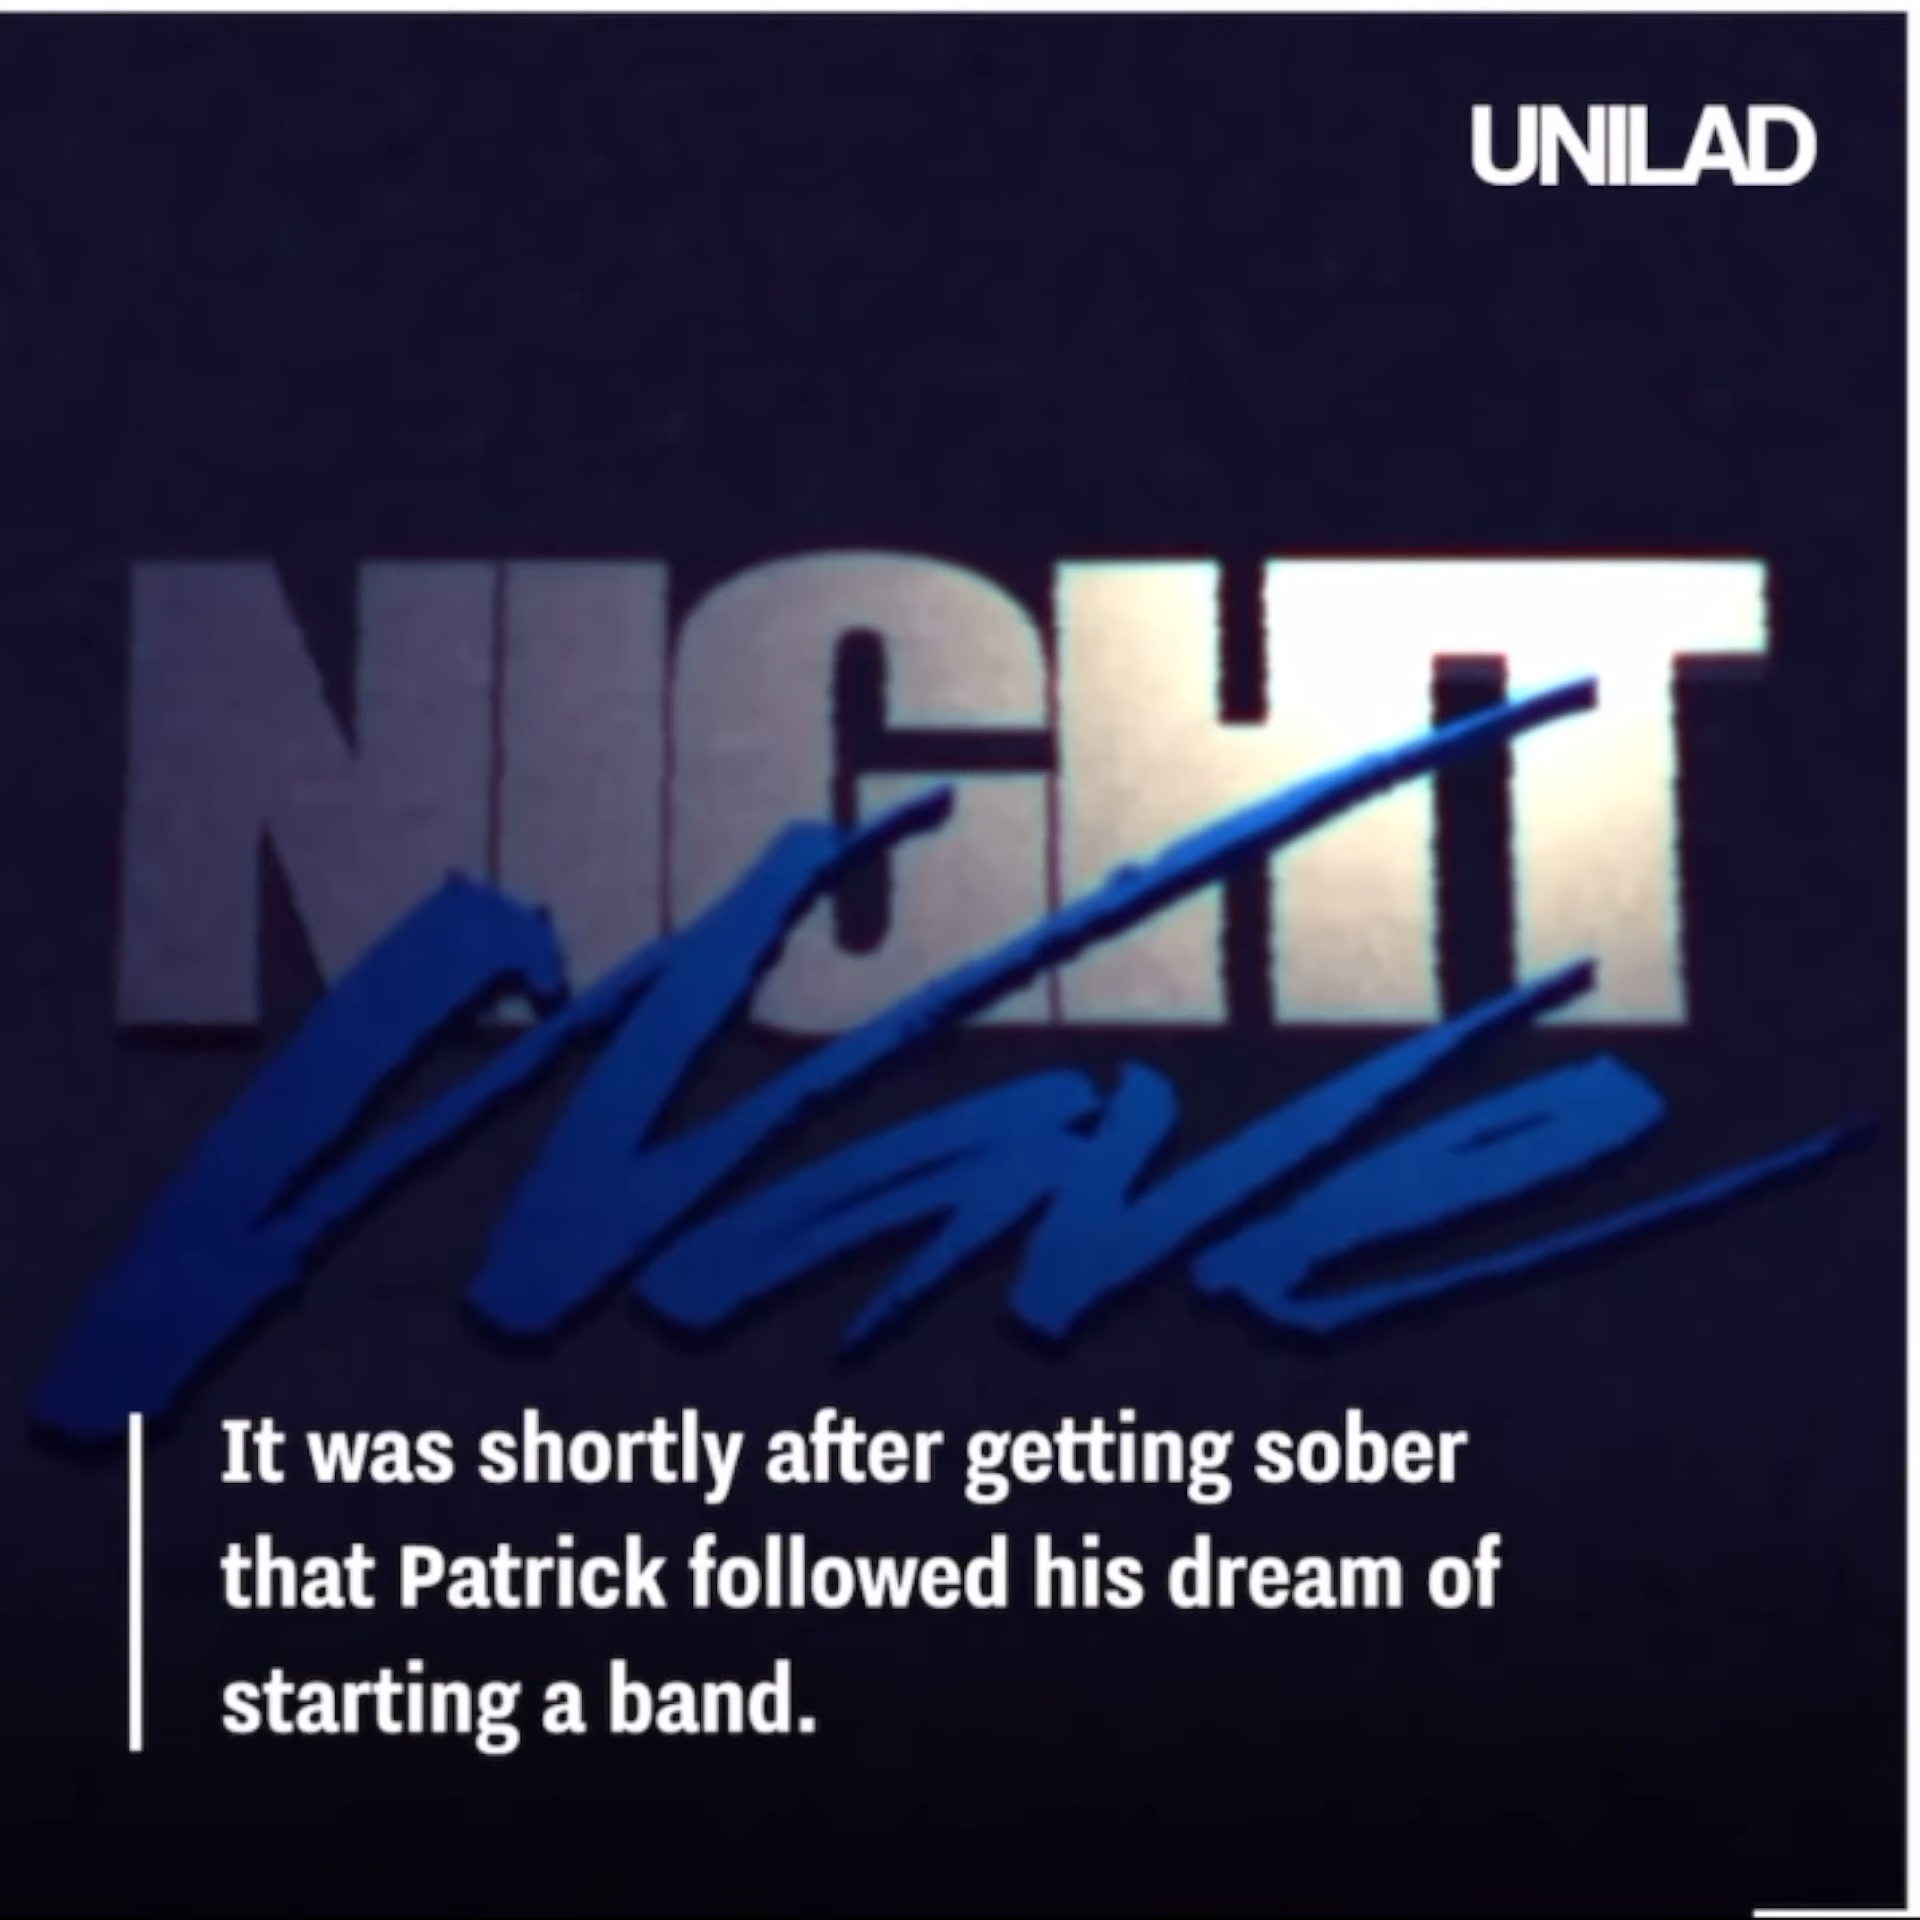 UNILAD
NIGHT
Wave
It was shortly after getting sober
that Patrick followed his dream of
starting a band.